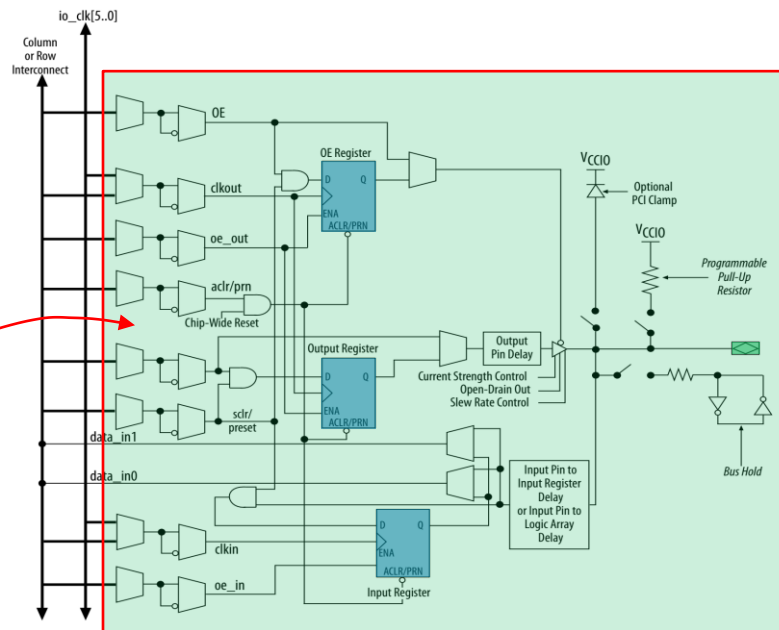 io_clk[5..0]
Column
or Row
Interconnect
OE
OE Register
D Q
ENA
ACLR/PRN
clkout
oe_out
aclr/prn
Chip-Wide Reset
VCCIO
Optional
PCI Clamp
VCCIO
Programmable
Pull-Up
Resistor
Output Register
D Q
ENA
ACLR/PRN
Output
Pin Delay
Current Strength Control
Open-Drain Out
Slew Rate Control
sclr/
preset
data_in1
data_in0
Bus Hold
Input Pin to
Input Register
Delay
or Input Pin to
Logic Array
Delay
D Q
ENA
ACLR/PRN
clkin
oe_in
Input Register